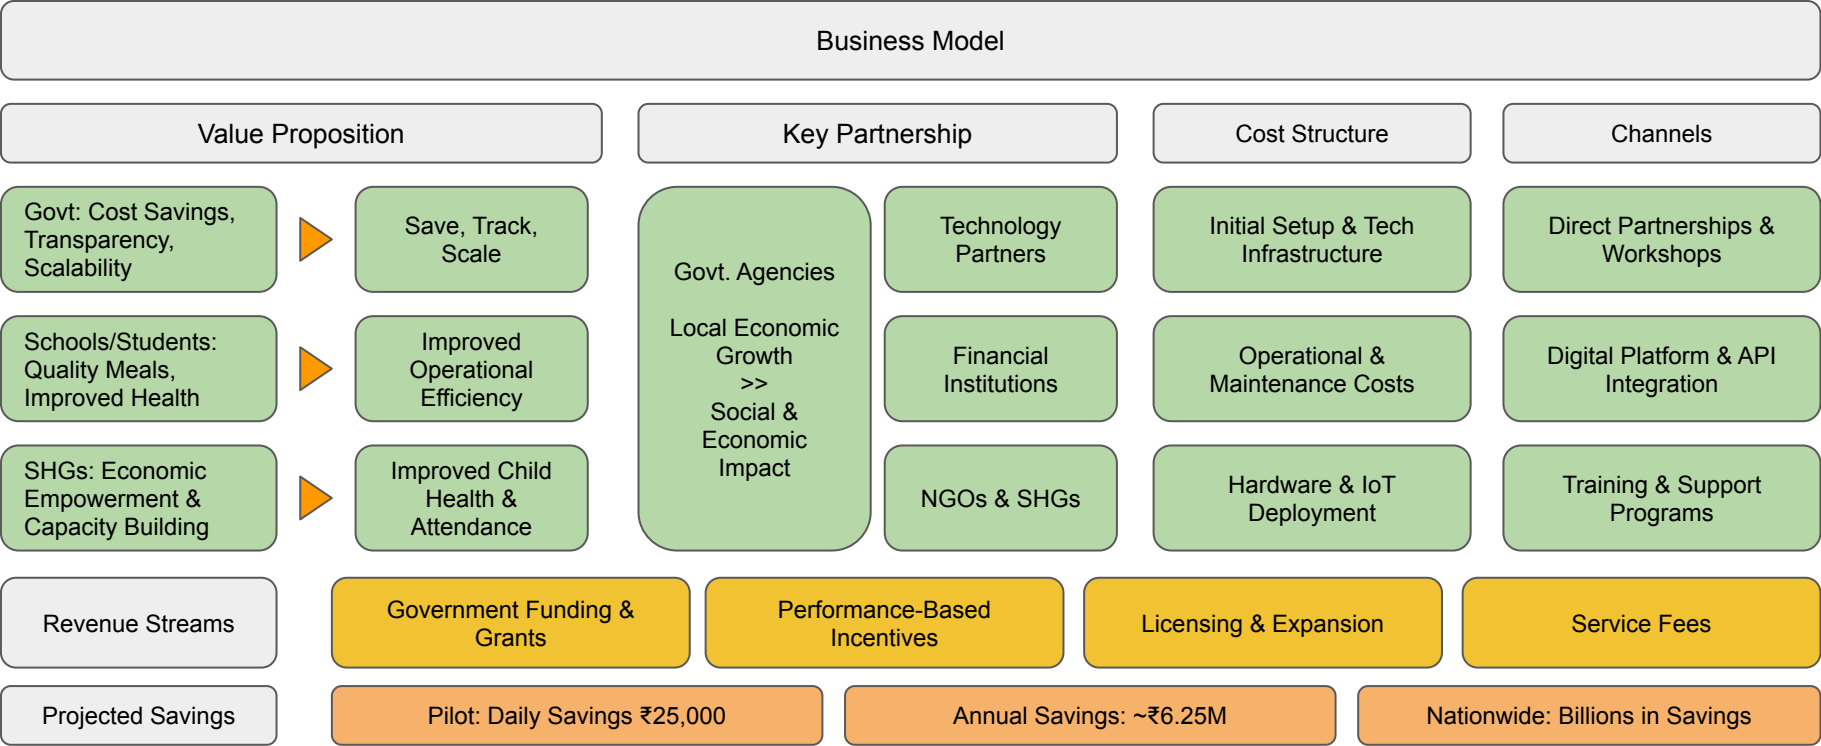 Business Model
Value Proposition
Key Partnership
Cost Structure
Channels
Govt: Cost Savings,
Transparency,
Scalability
Save, Track,
Scale
Schools/Students:
Quality Meals,
Improved Health
Improved
Operational
Efficiency
SHGs: Economic
Empowerment &
Capacity Building
Improved Child
Health &
Attendance
Govt. Agencies
Local Economic
Growth
>>
Social &
Economic
Impact
Technology
Partners
Financial
Institutions
NGOs & SHGs
Initial Setup & Tech
Infrastructure
Operational &
Maintenance Costs
Hardware & IoT
Deployment
Direct Partnerships &
Workshops
Digital Platform & API
Integration
Training & Support
Programs
Revenue Streams
Government Funding &
Grants
Performance-Based
Incentives
Licensing & Expansion
Service Fees
Projected Savings
Pilot: Daily Savings ₹25,000
Annual Savings: ~₹6.25M
Nationwide: Billions in Savings